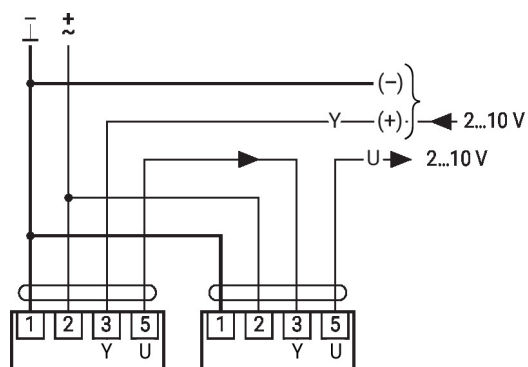 − +
~
(−)
Y (+) 2...10 V
U 2...10 V
1 2 3 5 1 2 3 5
Y U Y U